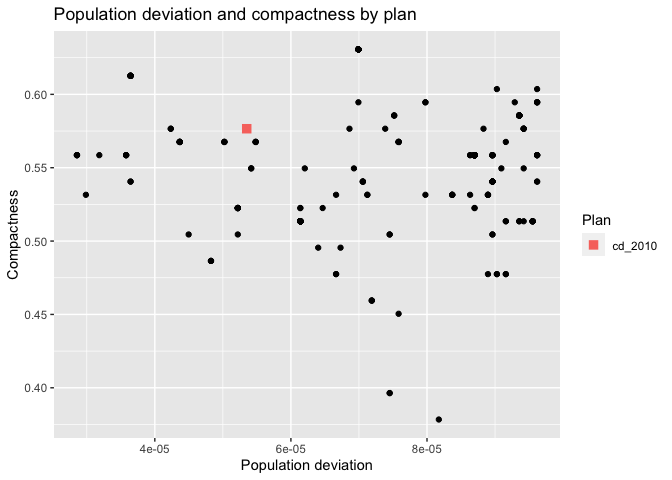 Population deviation and compactness by plan
0.60
0.55
0.50
0.45
0.40
Compactness
4e-05 6e-05 8e-05
Population deviation
Plan
cd_2010